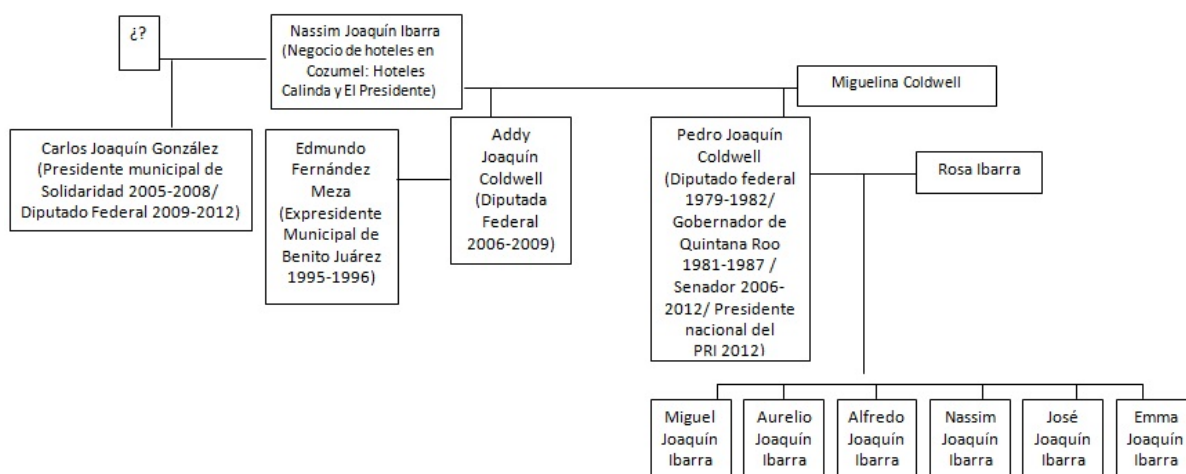 ¿?
Nassim Joaquín Ibarra
(Negocio de hoteles en
Cozumel: Hoteles
Calinda y El Presidente)
Miguelina Coldwell
Carlos Joaquín González
(Presidente municipal de
Solidaridad 2005-2008/
Diputado Federal 2009-2012)
Edmundo
Fernández
Meza
(Expresidente
Municipal de
Benito Juárez
1995-1996)
Addy
Joaquín
Coldwell
(Diputada
Federal
2006-2009)
Pedro Joaquín
Coldwell
(Diputado federal
1979-1982/
Gobernador de
Quintana Roo
1981-1987 /
Senador 2006-
2012/ Presidente
nacional del
PRI 2012)
Rosa Ibarra
Miguel
Joaquín
Ibarra
Aurelio
Joaquín
Ibarra
Alfredo
Joaquín
Ibarra
Nassim
Joaquín
Ibarra
José
Joaquín
Ibarra
Emma
Joaquín
Ibarra